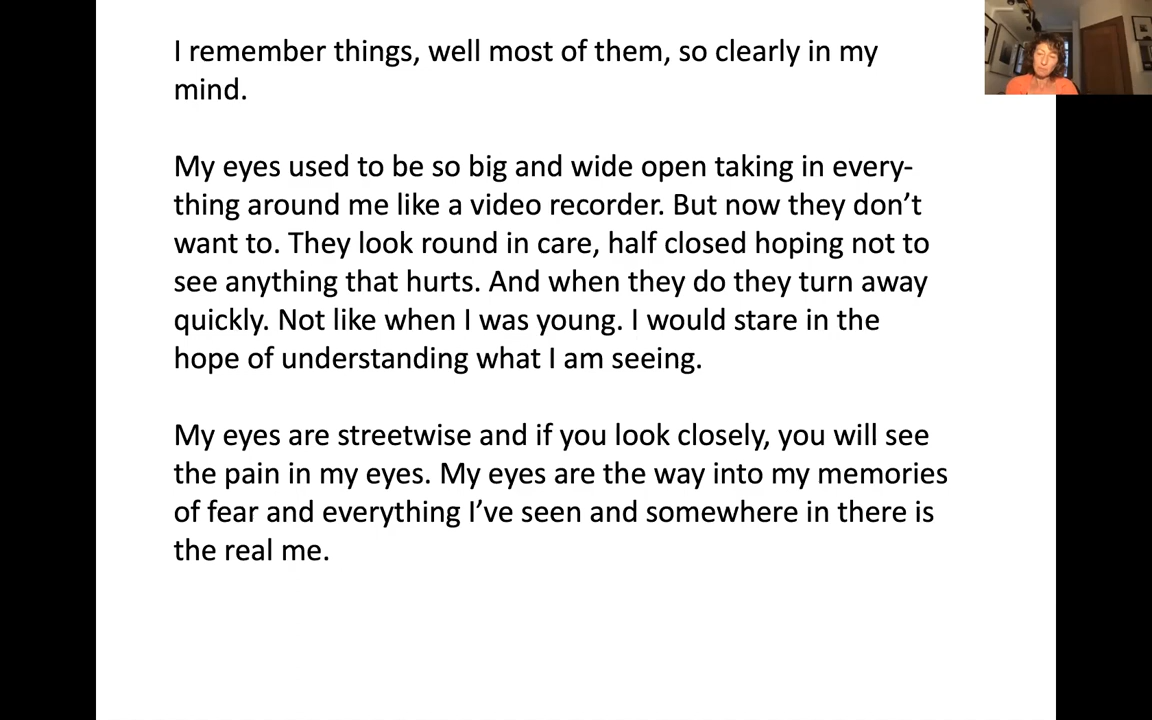 I remember things, well most of them, so clearly in my
mind.
My eyes used to be so big and wide open taking in every-
thing around me like a video recorder. But now they don’t
want to. They look round in care, half closed hoping not to
see anything that hurts. And when they do they turn away
quickly. Not like when I was young. I would stare in the
hope of understanding what I am seeing.
My eyes are streetwise and if you look closely, you will see
the pain in my eyes. My eyes are the way into my memories
of fear and everything I’ve seen and somewhere in there is
the real me.